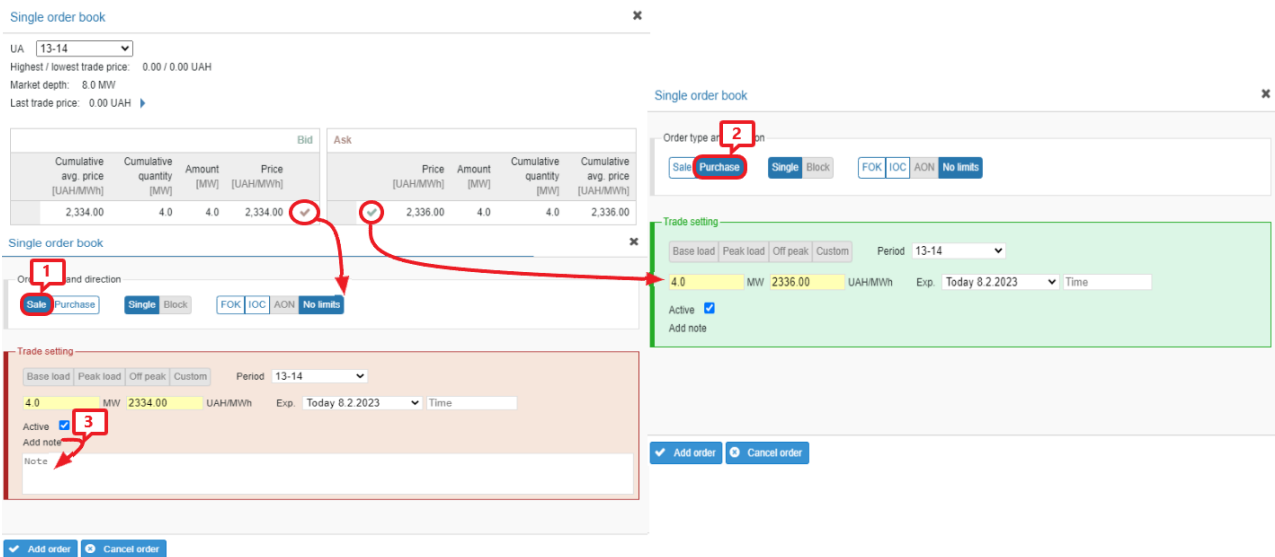 Single order book
UA 13-14
Highest / lowest trade price: 0.00 / 0.00 UAH
Market depth: 8.0 MW
Last trade price: 0.00 UAH
Bid
Cumulative avg. price [UAH/MWh] Cumulative quantity [MW] Amount [MW] Price [UAH/MWh]
2,334.00 4.0 4.0 2,334.00
Ask
Price [UAH/MWh] Amount [MW] Cumulative quantity [MW] Cumulative avg. price [UAH/MWh]
2,336.00 4.0 4.0 2,336.00
Single order book
1
and direction
Sale Purchase Single Block FOK IOC AON No limits
Trade setting
Base load Peak load Off peak Custom Period 13-14
4.0 MW 2334.00 UAH/MWh Exp. Today 8.2.2023 Time
Active
3
Add note
Note
Add order Cancel order
Single order book
Order type
2
Sale Purchase Single Block FOK IOC AON No limits
Trade setting
Base load Peak load Off peak Custom Period 13-14
4.0 MW 2336.00 UAH/MWh Exp. Today 8.2.2023 Time
Active
Add note
Add order Cancel order